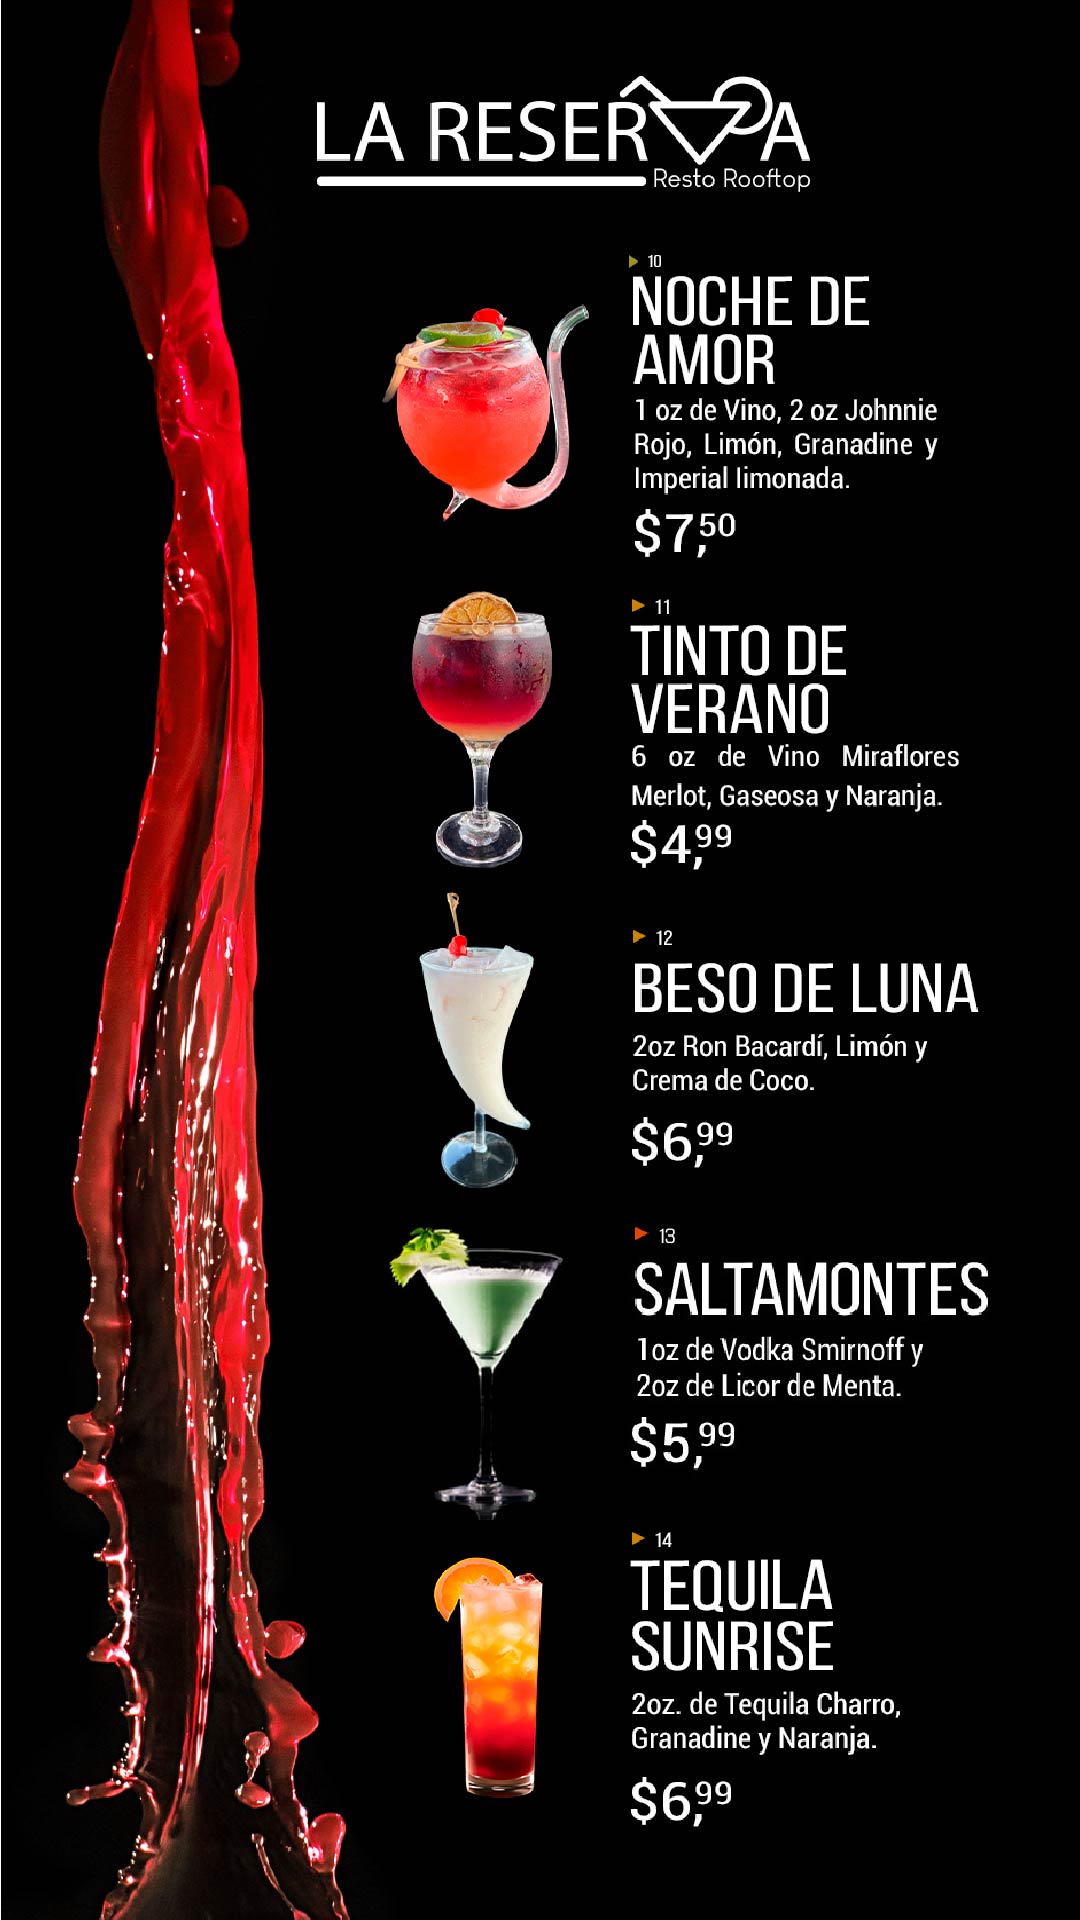 LA RESERVA
Resto Rooftop
10
NOCHE DE
AMOR
1 oz de Vino, 2 oz Johnnie
Rojo, Limón, Granadine y
Imperial limonada.
$7,50
11
TINTO DE
VERANO
6 oz de Vino Miraflores
Merlot, Gaseosa y Naranja.
$4,99
12
BESO DE LUNA
2oz Ron Bacardí, Limón y
Crema de Coco.
$6,99
13
SALTAMONTES
1oz de Vodka Smirnoff y
2oz de Licor de Menta.
$5,99
14
TEQUILA
SUNRISE
2oz. de Tequila Charro,
Granadine y Naranja.
$6,99